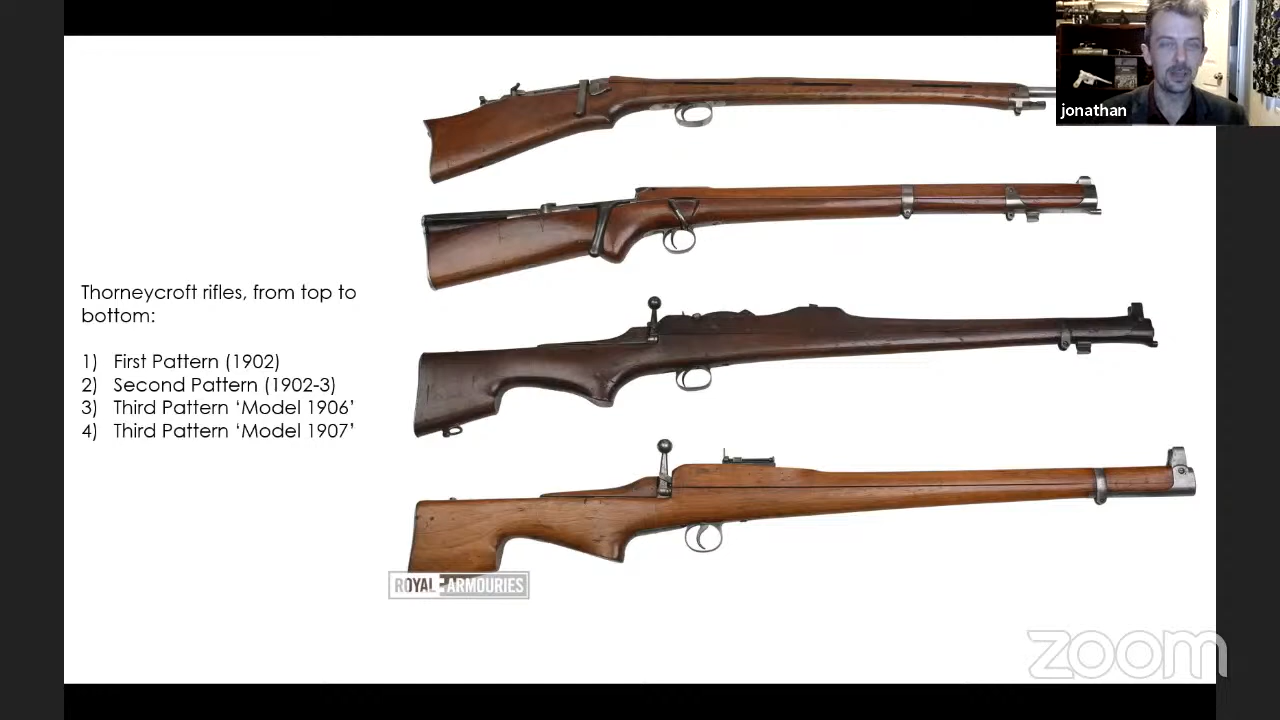 jonathan
Thorneycroft rifles, from top to
bottom:
1) First Pattern (1902)
2) Second Pattern (1902-3)
3) Third Pattern ‘Model 1906’
4) Third Pattern ‘Model 1907’
ROYAL ARMOURIES
zoom